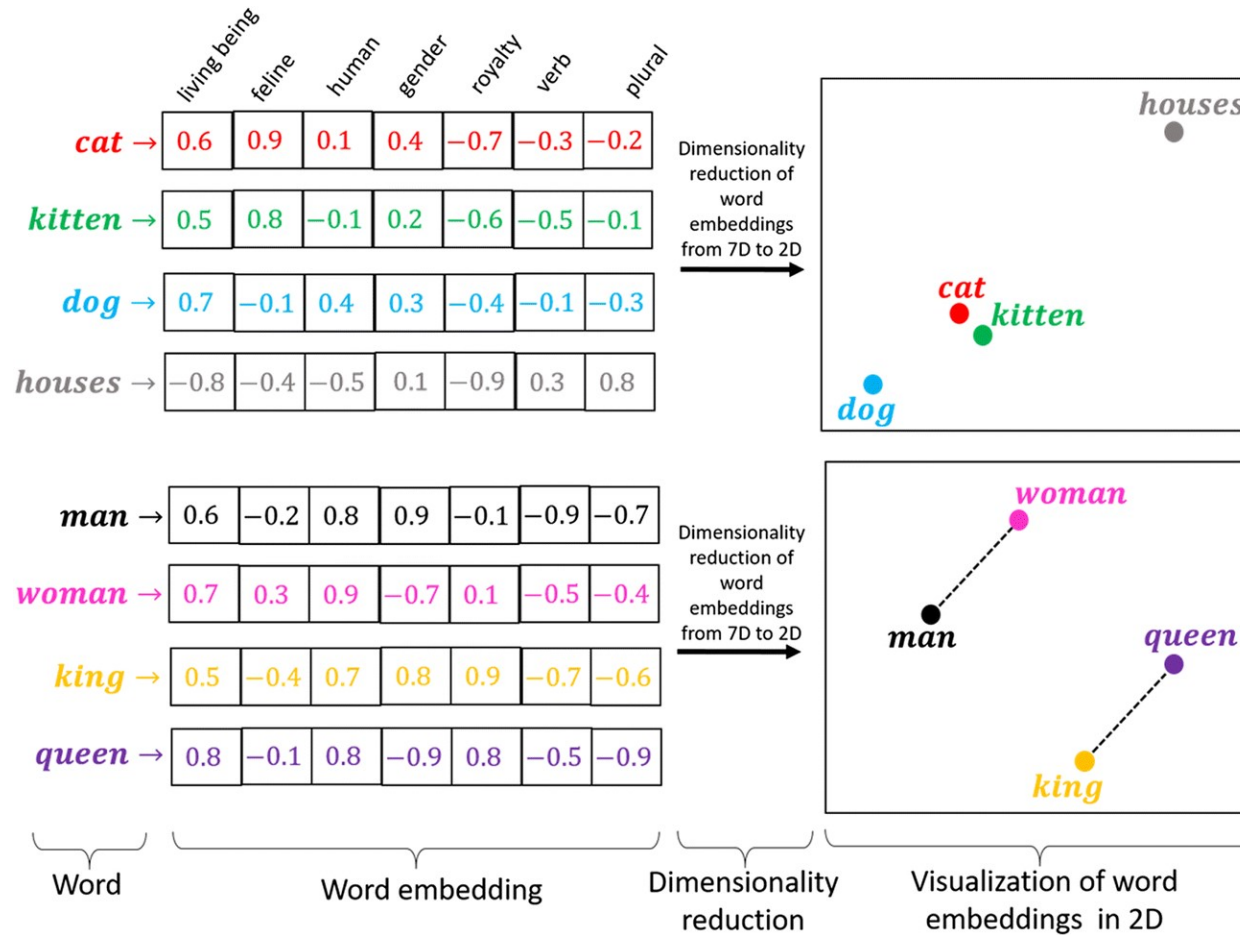 living being feline human gender royalty verb plural
cat → 0.6 0.9 0.1 0.4 −0.7 −0.3 −0.2
kitten → 0.5 0.8 −0.1 0.2 −0.6 −0.5 −0.1
dog → 0.7 −0.1 0.4 0.3 −0.4 −0.1 −0.3
houses → −0.8 −0.4 −0.5 0.1 −0.9 0.3 0.8
Dimensionality
reduction of
word
embeddings
from 7D to 2D
houses
cat
kitten
dog
man → 0.6 −0.2 0.8 0.9 −0.1 −0.9 −0.7
woman → 0.7 0.3 0.9 −0.7 0.1 −0.5 −0.4
king → 0.5 −0.4 0.7 0.8 0.9 −0.7 −0.6
queen → 0.8 −0.1 0.8 −0.9 0.8 −0.5 −0.9
Dimensionality
reduction of
word
embeddings
from 7D to 2D
woman
man
queen
king
Word
Word embedding
Dimensionality
reduction
Visualization of word
embeddings in 2D